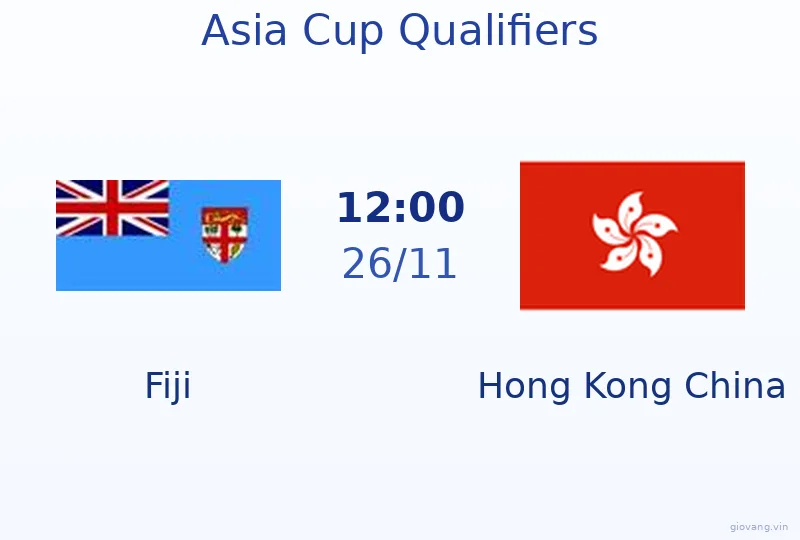 Asia Cup Qualifiers
12:00
26/11
Fiji
Hong Kong China
giovang.vin